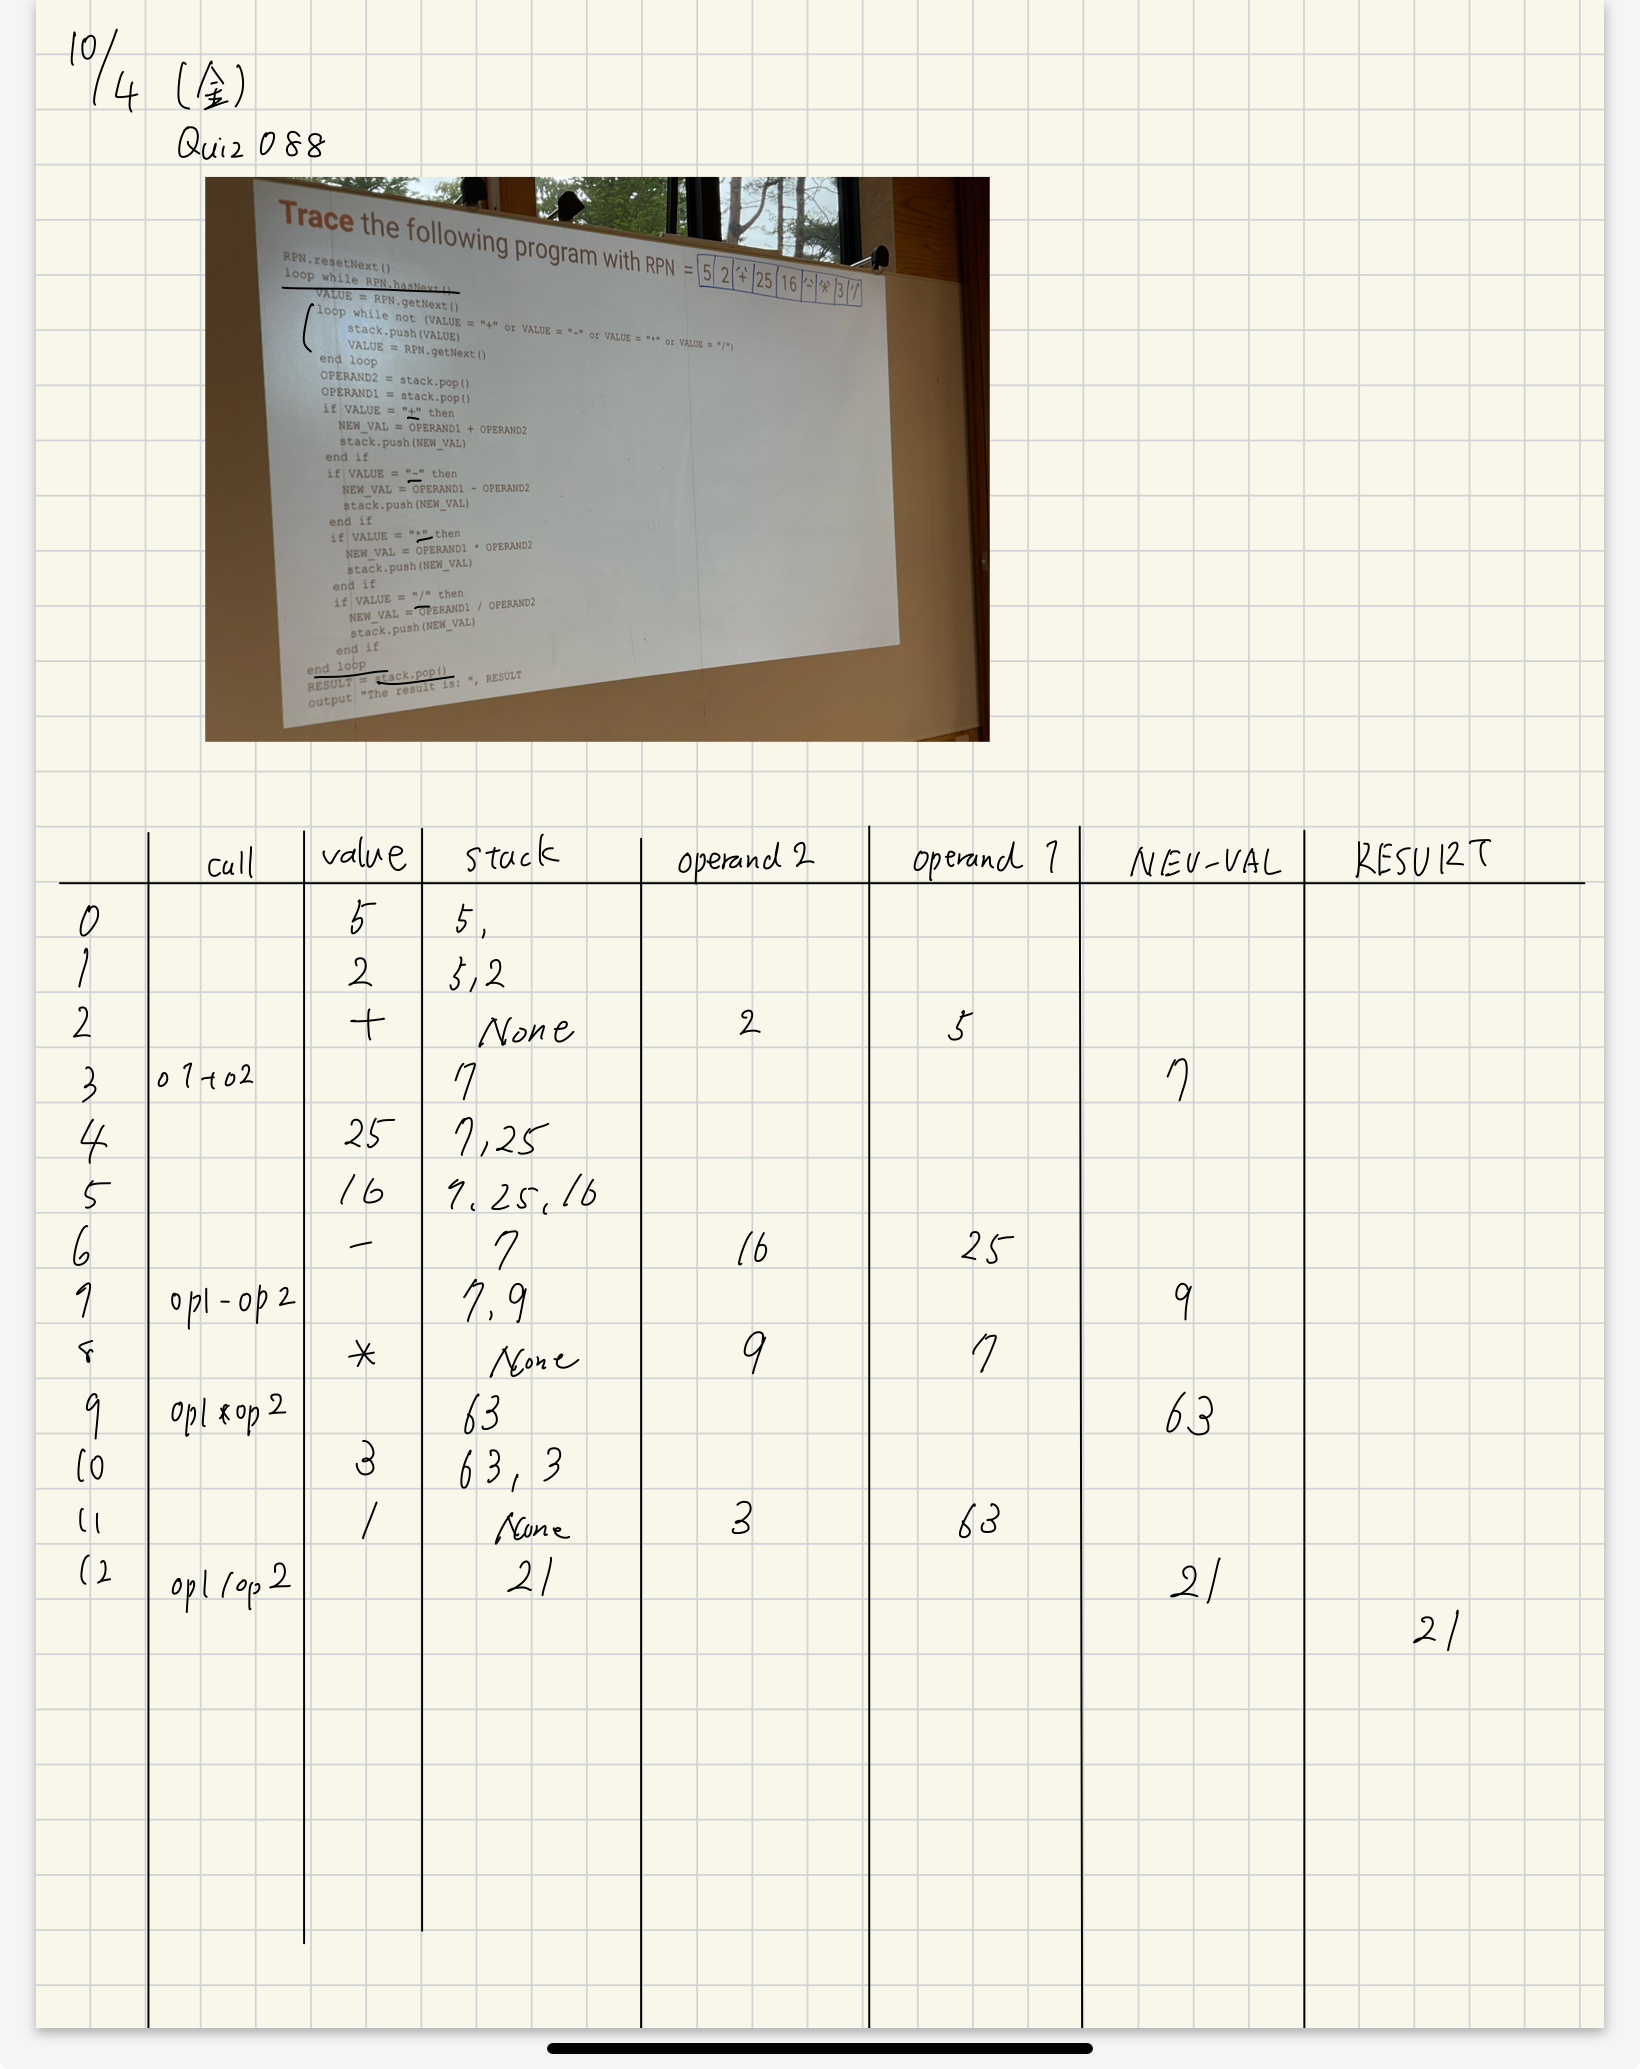 10/4 (金)
Quiz 088
Trace the following program with RPN = 5 2 "+" 25 16 "-" "*" 3 "/"
RPN.resetNext()
loop while RPN.hasNext()
VALUE = RPN.getNext()
loop while not (VALUE = "+" or VALUE = "-" or VALUE = "*" or VALUE = "/")
stack.push(VALUE)
VALUE = RPN.getNext()
end loop
OPERAND2 = stack.pop()
OPERAND1 = stack.pop()
if VALUE = "+" then
NEW_VAL = OPERAND1 + OPERAND2
stack.push(NEW_VAL)
end if
if VALUE = "-" then
NEW_VAL = OPERAND1 - OPERAND2
stack.push(NEW_VAL)
end if
if VALUE = "*" then
NEW_VAL = OPERAND1 * OPERAND2
stack.push(NEW_VAL)
end if
if VALUE = "/" then
NEW_VAL = OPERAND1 / OPERAND2
stack.push(NEW_VAL)
end if
end loop
RESULT = stack.pop()
output "The result is: ", RESULT
call value stack operand 2 operand 1 NEW-VAL RESULT
0 5 5,
1 2 5,2
2 + None 2 5
3 o1+o2 7 7
4 25 7,25
5 16 7.25,16
6 - 7 16 25
7 op1-op2 7,9 9
8 * None 9 7
9 op1*op2 63 63
10 3 63, 3
11 / None 3 63
12 op1/op2 21 21
21